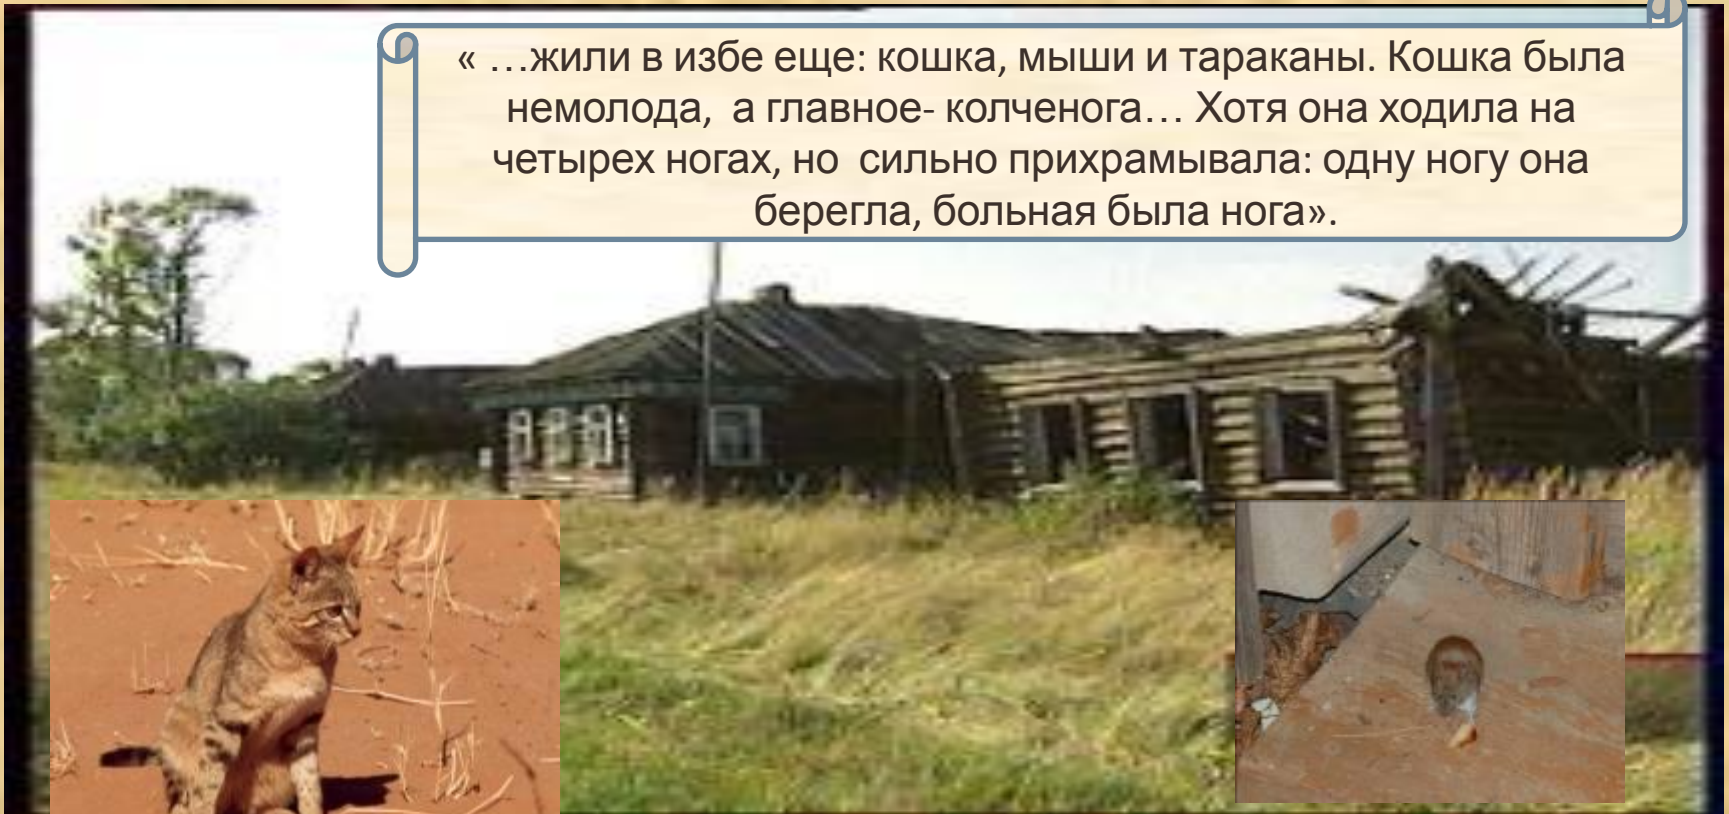 « …жили в избе еще: кошка, мыши и тараканы. Кошка была
немолода,  а главное- колченога… Хотя она ходила на
четырех ногах, но  сильно прихрамывала: одну ногу она
берегла, больная была нога».